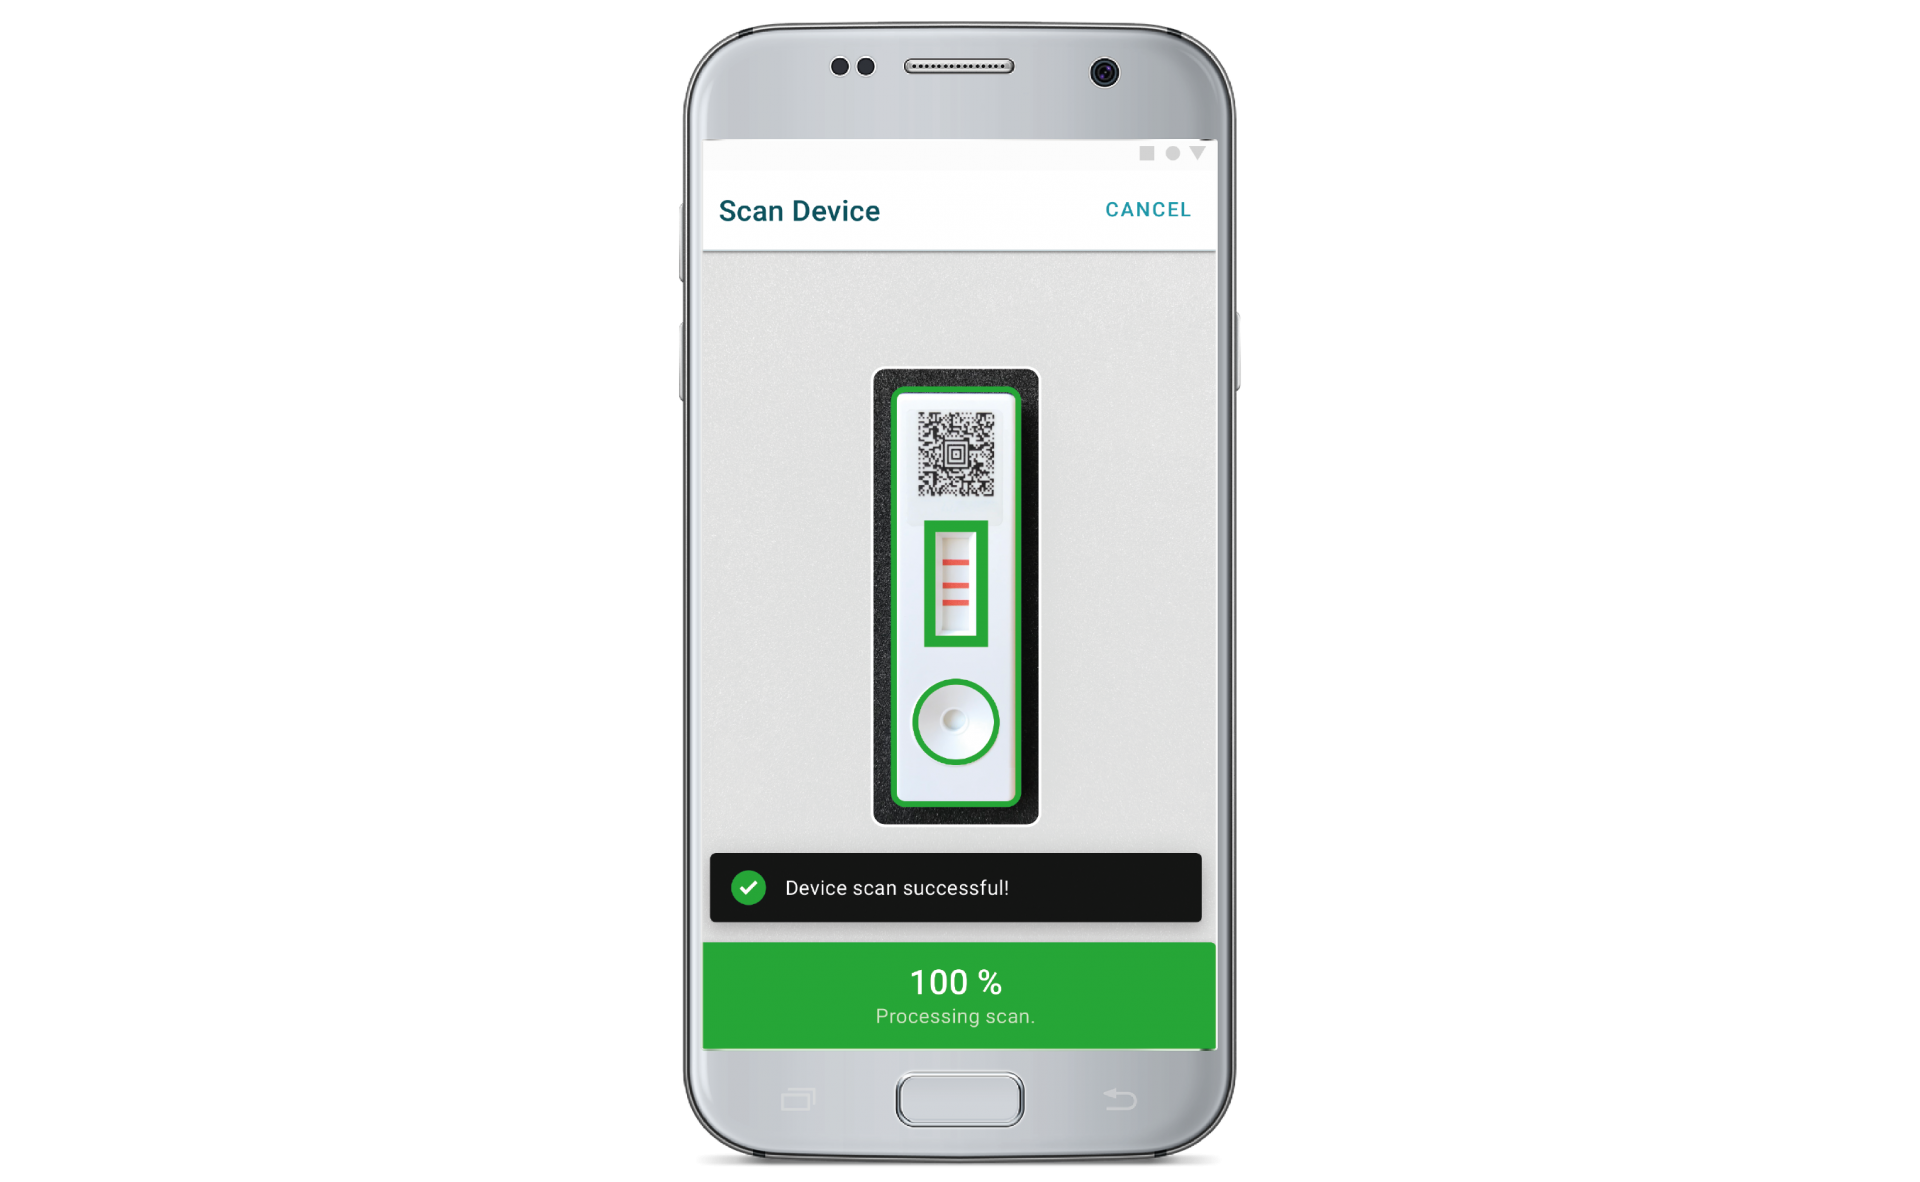 Scan Device
CANCEL
Device scan successful!
100 %
Processing scan.